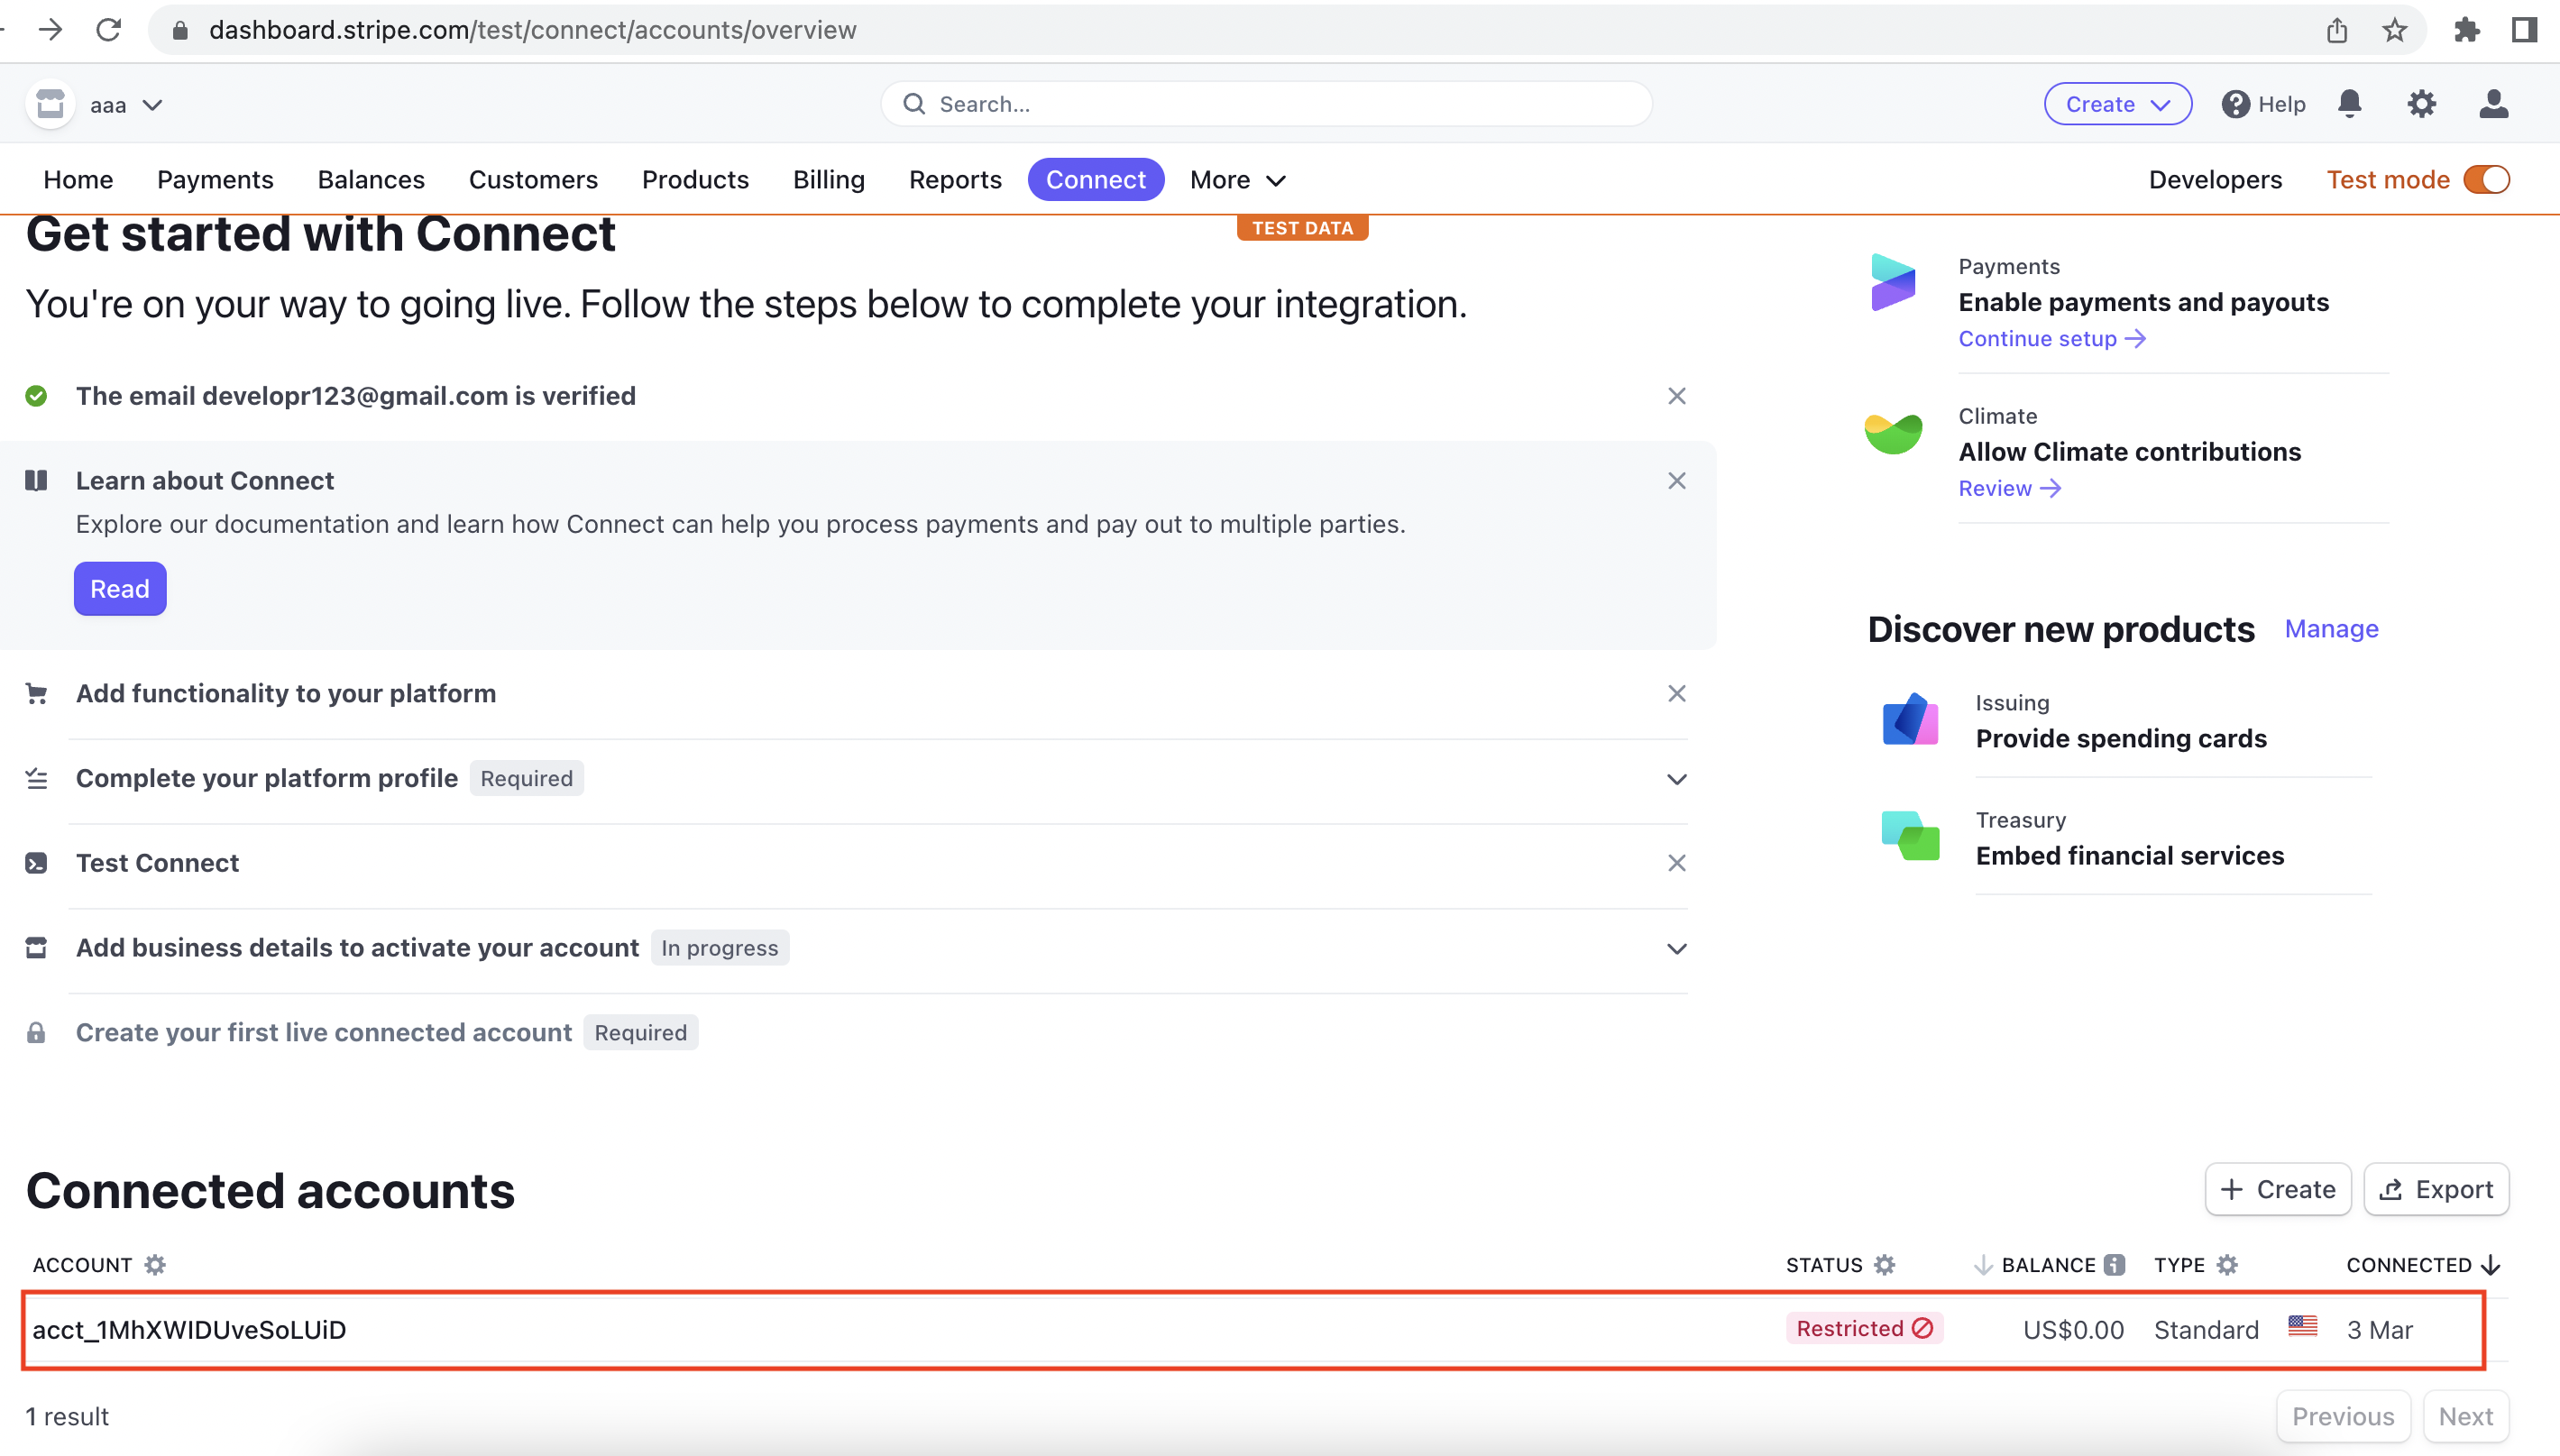 dashboard.stripe.com/test/connect/accounts/overview
aaa
Search...
Create
Help
Home Payments Balances Customers Products Billing Reports Connect More Developers Test mode
TEST DATA
Get started with Connect
You're on your way to going live. Follow the steps below to complete your integration.
The email developr123@gmail.com is verified
Learn about Connect
Explore our documentation and learn how Connect can help you process payments and pay out to multiple parties.
Read
Add functionality to your platform
Complete your platform profile Required
Test Connect
Add business details to activate your account In progress
Create your first live connected account Required
Payments
Enable payments and payouts
Continue setup
Climate
Allow Climate contributions
Review
Discover new products Manage
Issuing
Provide spending cards
Treasury
Embed financial services
Connected accounts
Create Export
ACCOUNT STATUS BALANCE TYPE CONNECTED
acct_1MhXWIDUveSoLUiD Restricted US$0.00 Standard 3 Mar
1 result
Previous Next